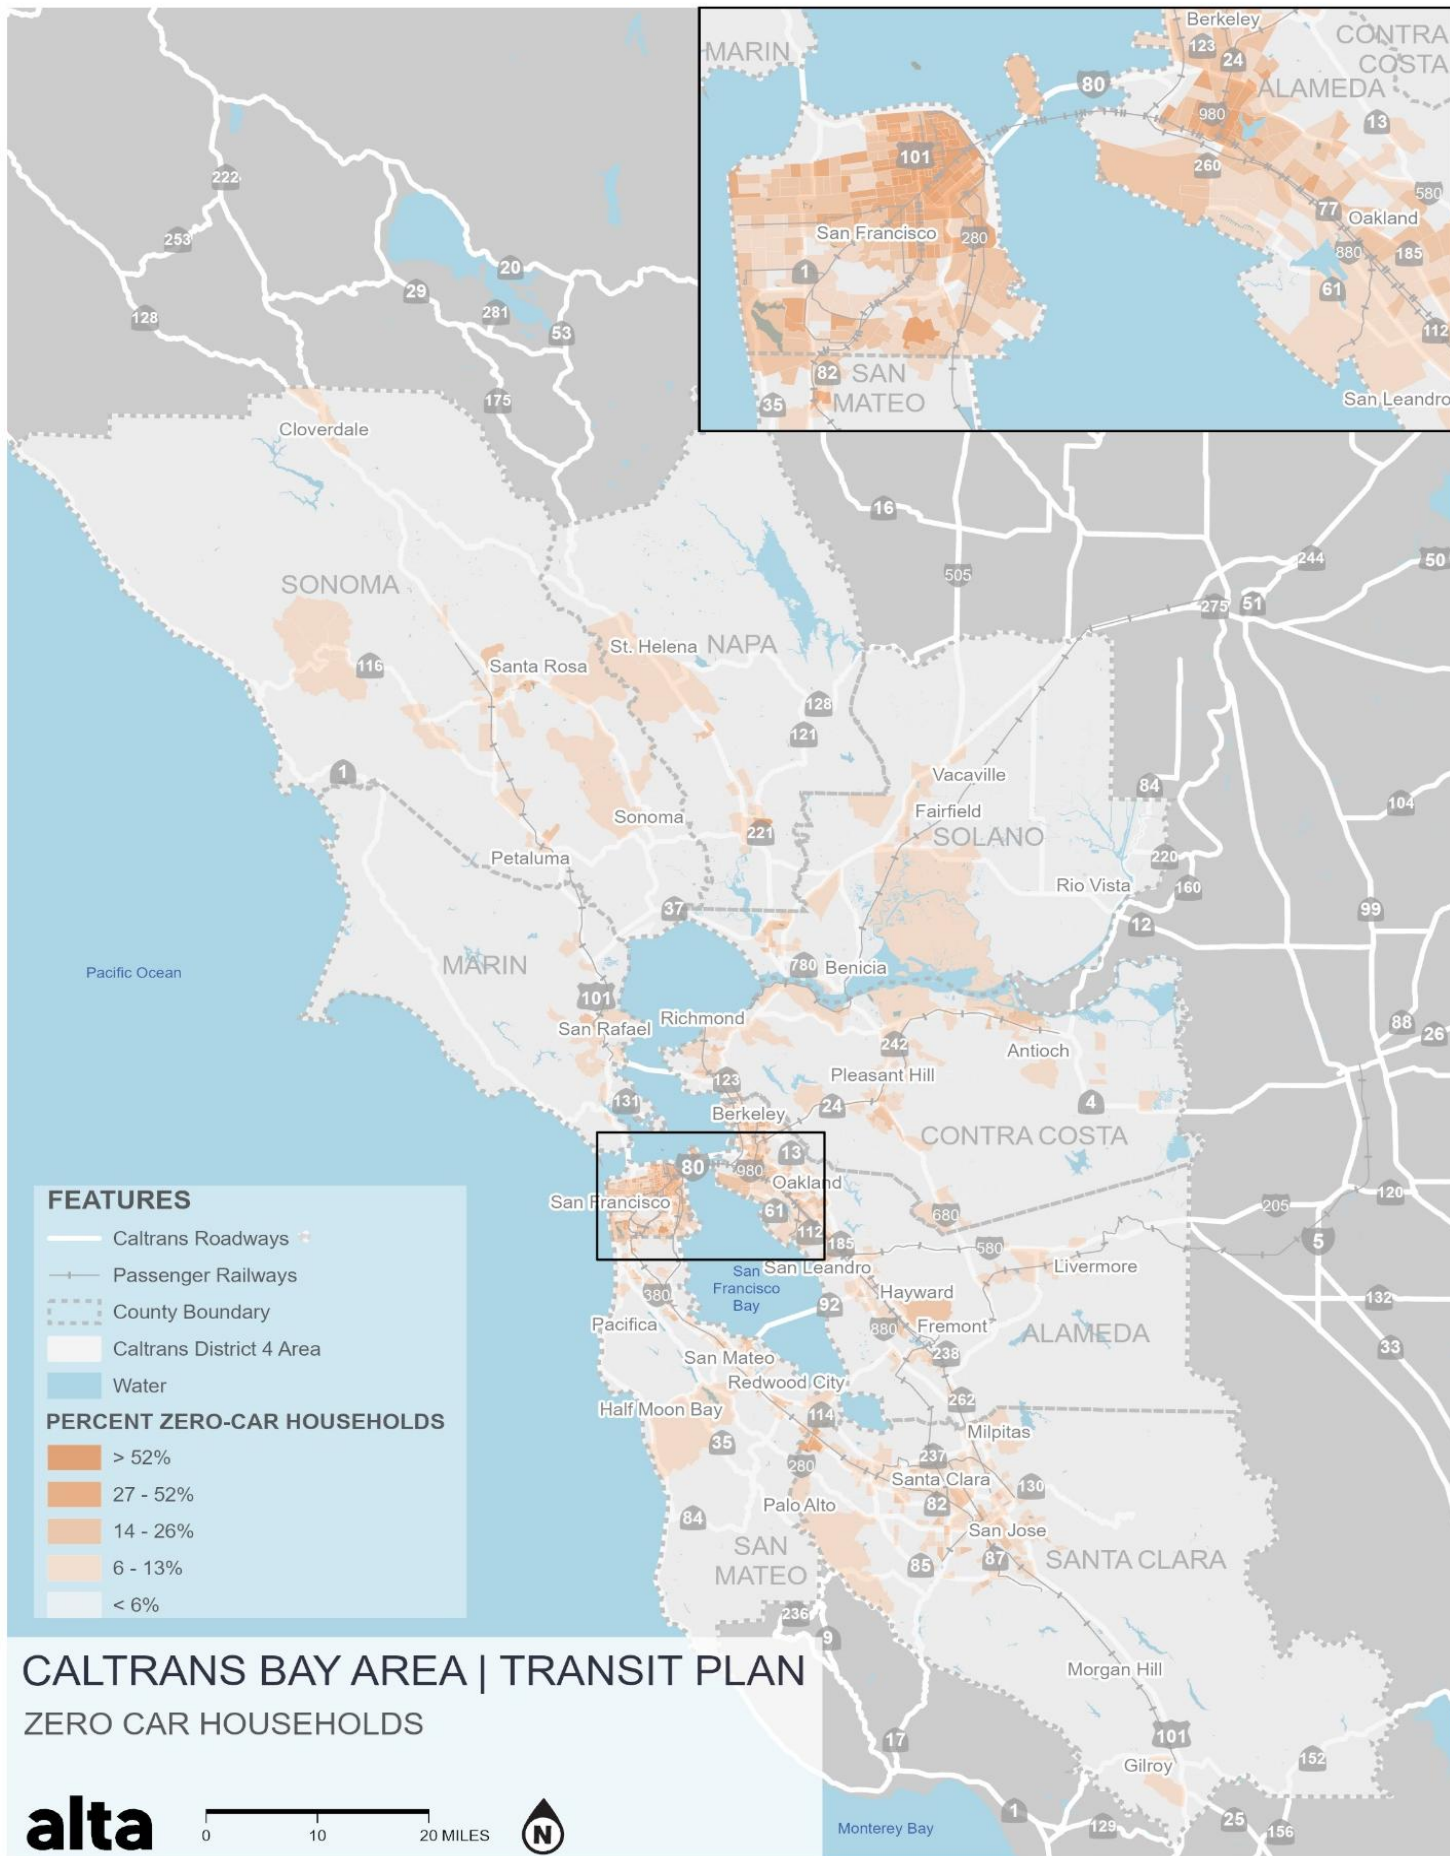 MARIN
Berkeley
CONTRA
COSTA
123
24
80
ALAMEDA
980
13
101
260
580
San Francisco
280
77
Oakland
880
185
1
61
112
82
SAN
MATEO
35
San Leandro
222
253
20
29
281
128
53
175
Cloverdale
16
244
50
505
SONOMA
275
51
St. Helena
NAPA
116
Santa Rosa
128
121
1
Vacaville
84
104
Fairfield
Sonoma
221
SOLANO
Petaluma
220
Rio Vista
160
37
99
12
MARIN
780
Benicia
Pacific Ocean
101
Richmond
San Rafael
88
26
242
Antioch
Pleasant Hill
123
131
Berkeley
24
4
CONTRA COSTA
13
80
980
Oakland
San Francisco
61
680
205
120
112
185
580
5
San Leandro
Livermore
San
Francisco
Bay
380
Hayward
92
132
Pacifica
880
Fremont
ALAMEDA
238
33
San Mateo
Redwood City
262
Half Moon Bay
114
Milpitas
35
237
280
Santa Clara
130
Palo Alto
82
84
San Jose
SAN
MATEO
85
87
SANTA CLARA
236
9
Morgan Hill
17
101
152
Gilroy
1
129
25
156
Monterey Bay
FEATURES
Caltrans Roadways
Passenger Railways
County Boundary
Caltrans District 4 Area
Water
PERCENT ZERO-CAR HOUSEHOLDS
> 52%
27 - 52%
14 - 26%
6 - 13%
< 6%
CALTRANS BAY AREA | TRANSIT PLAN
ZERO CAR HOUSEHOLDS
alta
0 10 20 MILES
N